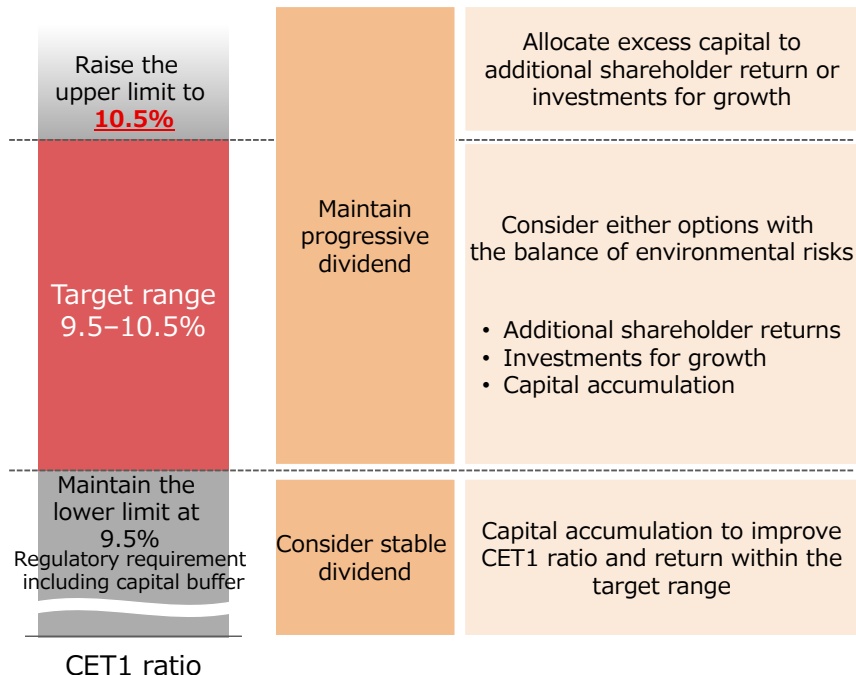 Raise the
upper limit to
10.5%
Target range
9.5–10.5%
Maintain the
lower limit at
9.5%
Regulatory requirement
including capital buffer
CET1 ratio
Maintain
progressive
dividend
Consider stable
dividend
Allocate excess capital to
additional shareholder return or
investments for growth
Consider either options with
the balance of environmental risks
• Additional shareholder returns
• Investments for growth
• Capital accumulation
Capital accumulation to improve
CET1 ratio and return within the
target range